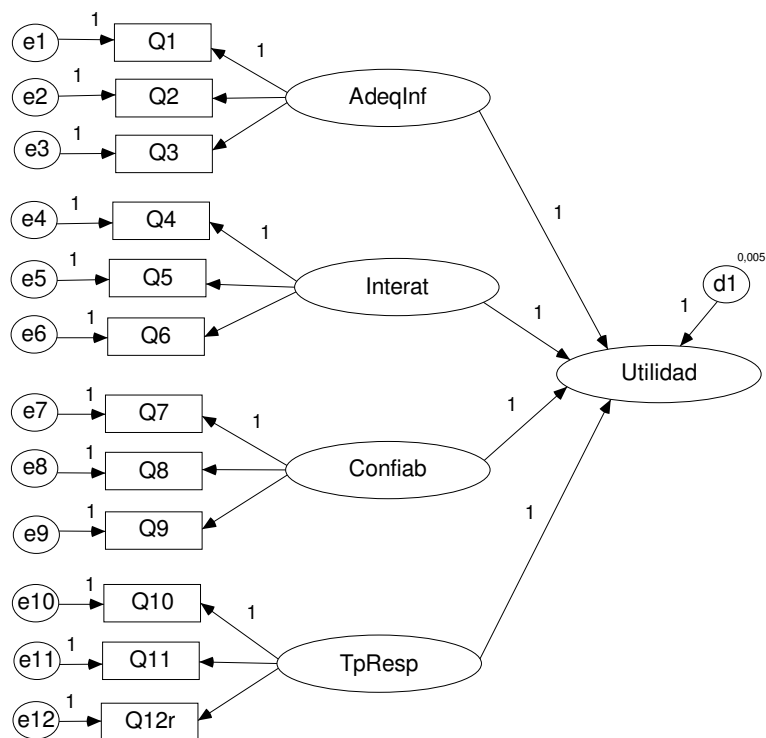 e1 1 Q1 1
e2 1 Q2 AdeqInf
e3 1 Q3
e4 1 Q4 1 1
e5 1 Q5 Interat 1
e6 1 Q6
0,005
d1
1
Utilidad
e7 1 Q7 1 1
e8 1 Q8 Confiab
e9 1 Q9 1
e10 1 Q10 1
e11 1 Q11 TpResp
e12 1 Q12r